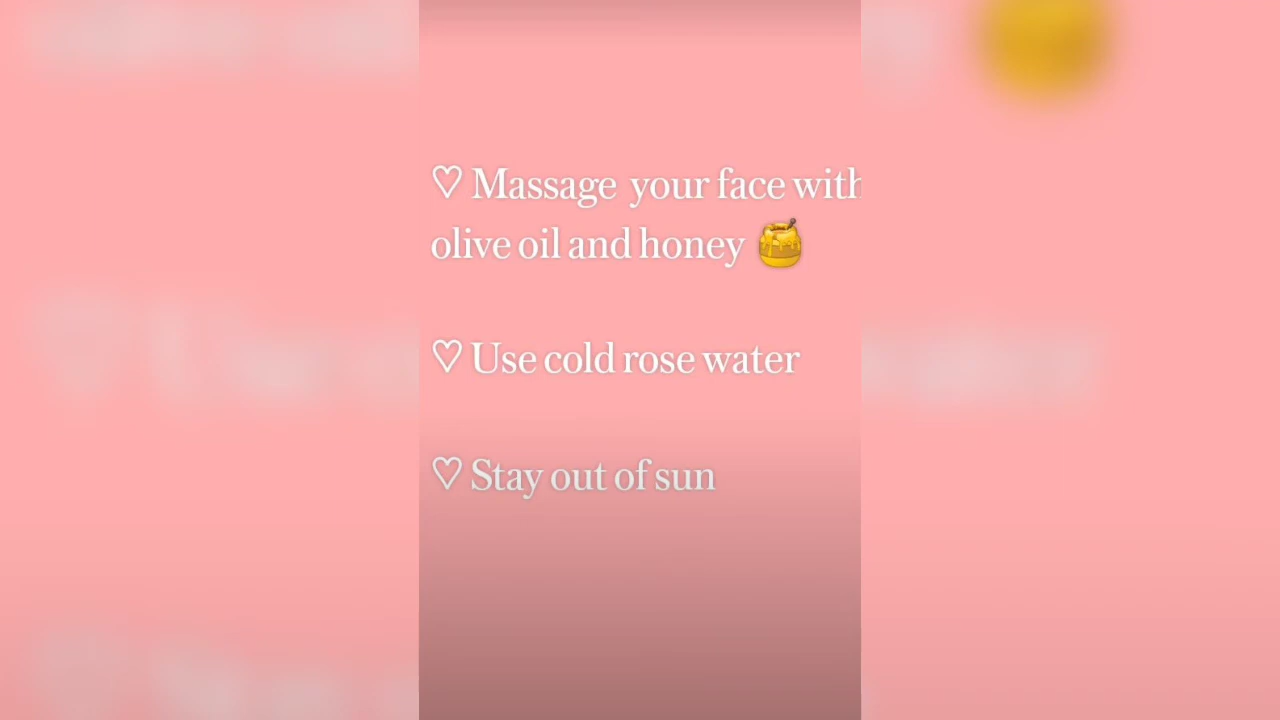 ♡ Massage your face with
olive oil and honey 🍯
♡ Use cold rose water
♡ Stay out of sun